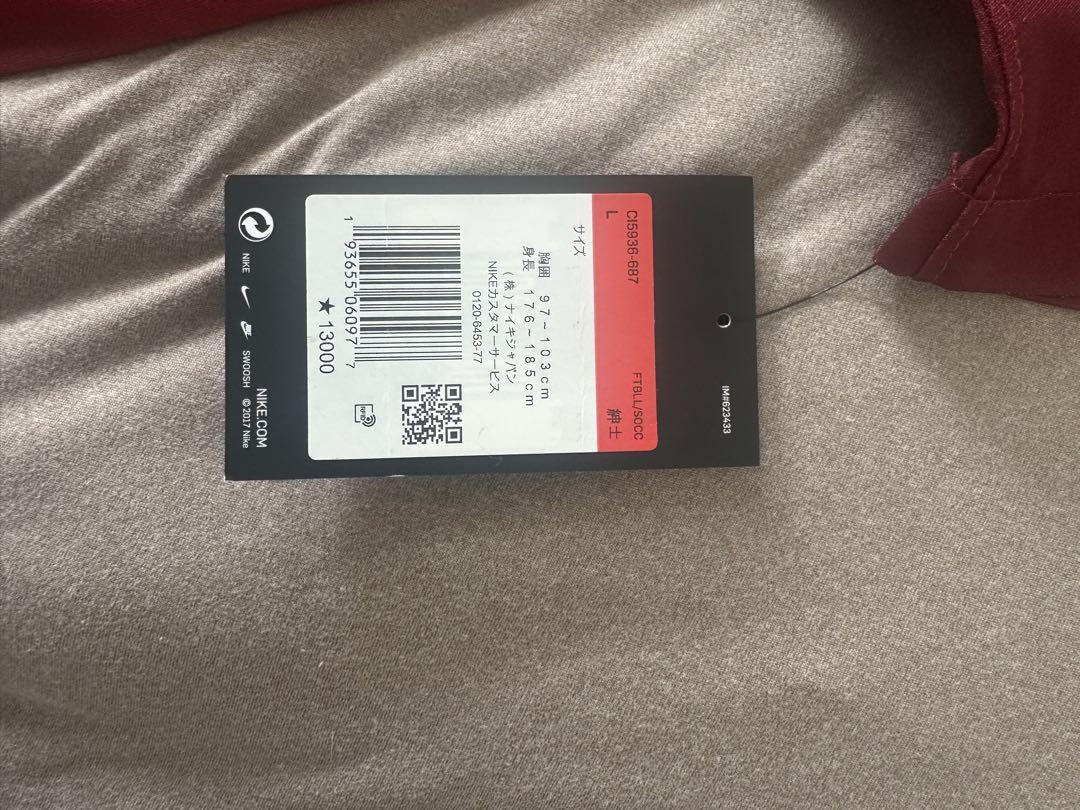 IM#623433
CI5936-687 FTBLL/SOCC
L 紳士
サイズ
胸囲 97~103cm
身長 176~185cm
(株)ナイキジャパン
NIKEカスタマーサービス
0120-6453-77
1 93655 06097 7
★13000
RFID
NIKE SWOOSH
NIKE.COM
© 2017 Nike